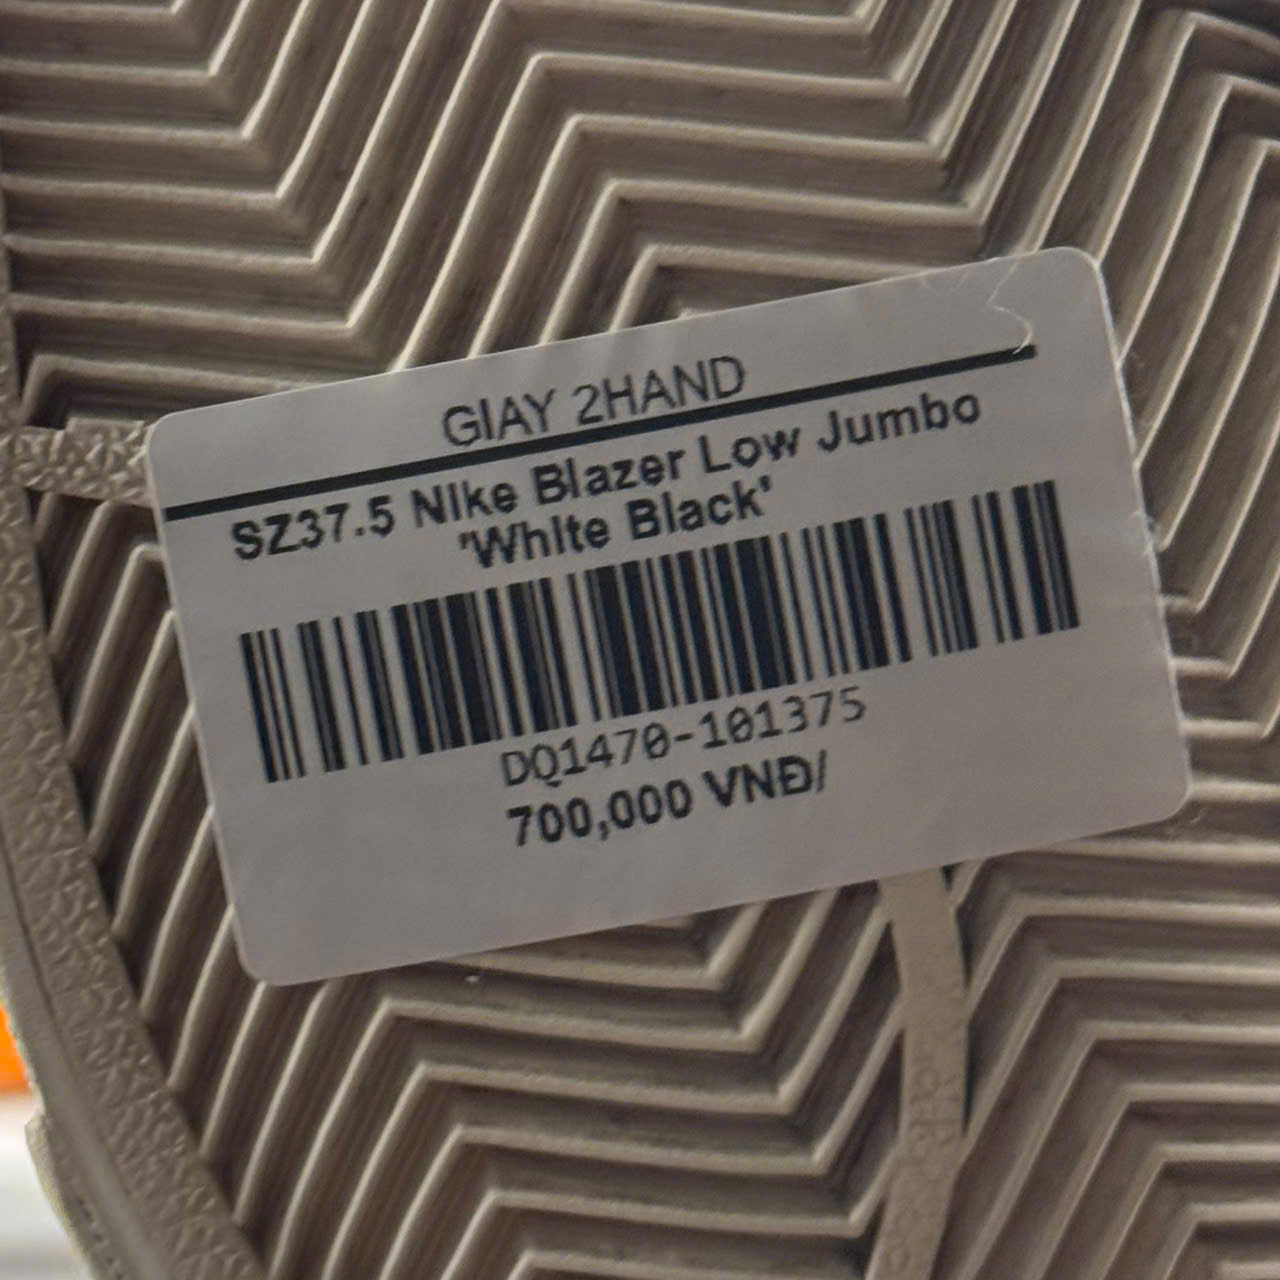 GIAY 2HAND
SZ37.5 Nike Blazer Low Jumbo
'White Black'
DQ1470-101375
700,000 VNĐ/